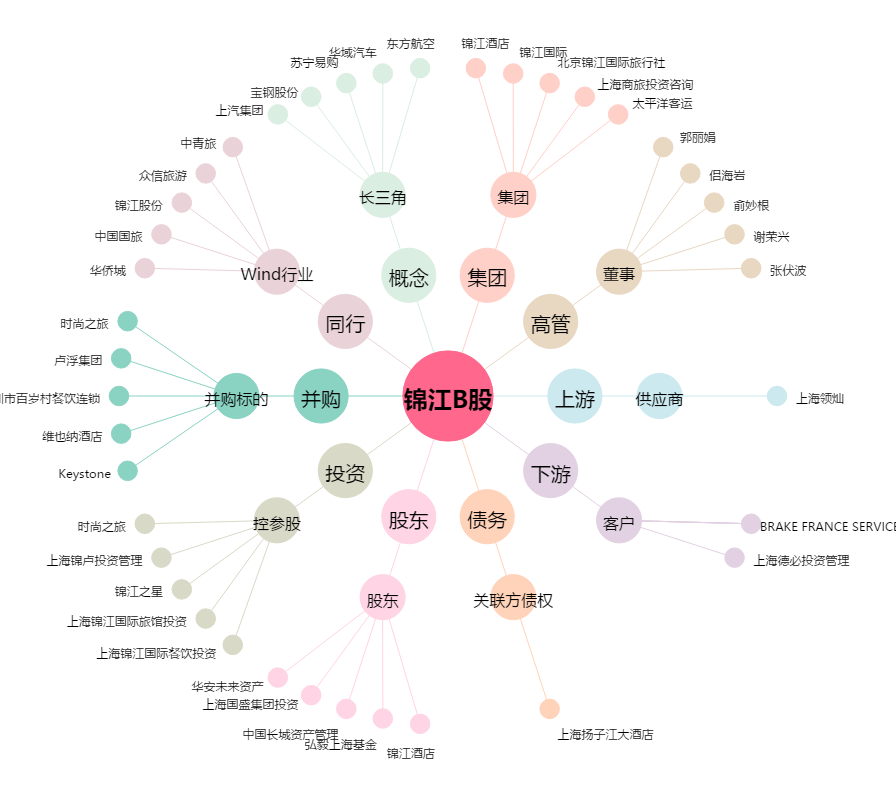 东方航空
锦江酒店
华域汽车
锦江国际
苏宁易购
北京锦江国际旅行社
宝钢股份
上海商旅投资咨询
上汽集团
太平洋客运
中青旅
郭丽娟
众信旅游
侣海岩
长三角
集团
锦江股份
俞妙根
中国国旅
谢荣兴
华侨城
Wind行业
概念
集团
董事
张伏波
时尚之旅
同行
高管
卢浮集团
圳市百岁村餐饮连锁
并购标的
并购
锦江B股
上游
供应商
上海领灿
维也纳酒店
Keystone
投资
下游
时尚之旅
控参股
股东
债务
客户
BRAKE FRANCE SERVICE
上海锦卢投资管理
上海德必投资管理
锦江之星
股东
关联方债权
上海锦江国际旅馆投资
上海锦江国际餐饮投资
华安未来资产
上海国盛集团投资
中国长城资产管理
上海扬子江大酒店
弘毅上海基金
锦江酒店